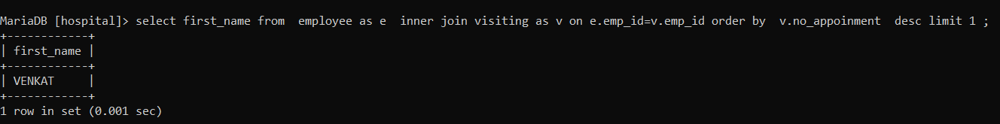 MariaDB [hospital]> select first_name from  employee as e  inner join visiting as v on e.emp_id=v.emp_id order by  v.no_appoinment  desc limit 1 ;
+------------+
| first_name |
+------------+
| VENKAT     |
+------------+
1 row in set (0.001 sec)